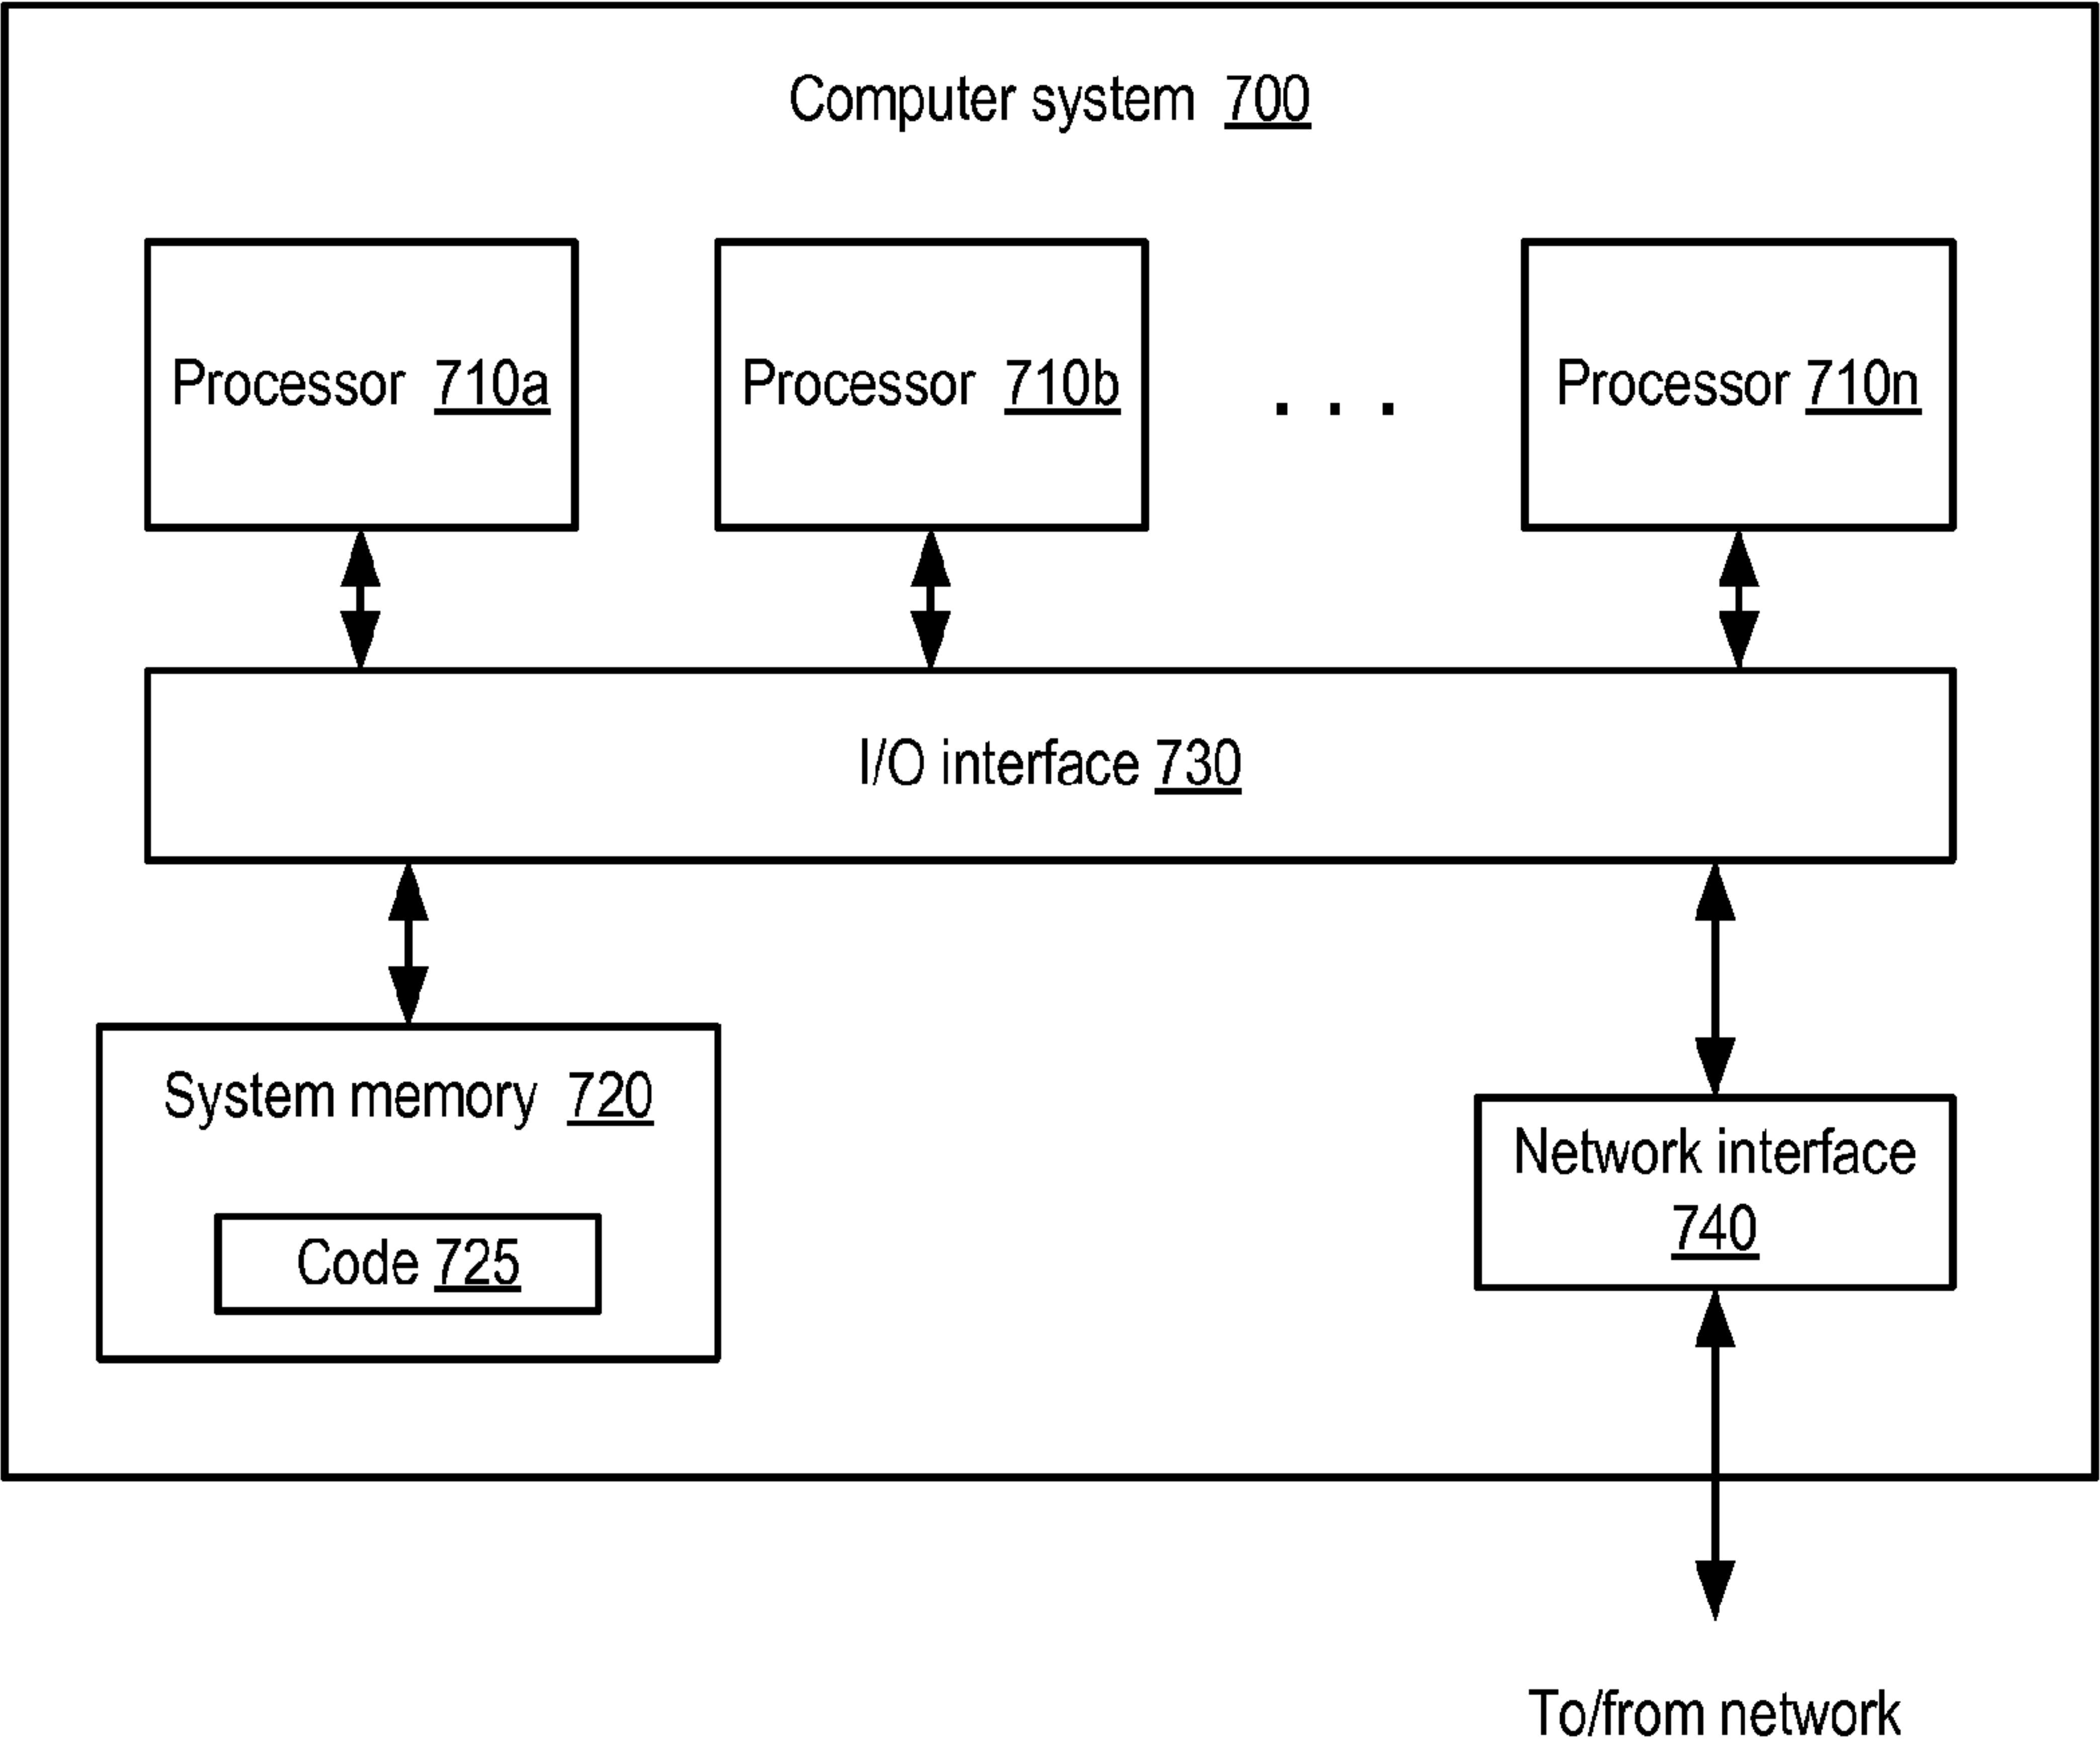 Computer system 700
Processor 710a
Processor 710b
. . .
Processor 710n
I/O interface 730
System memory 720
Code 725
Network interface
740
To/from network